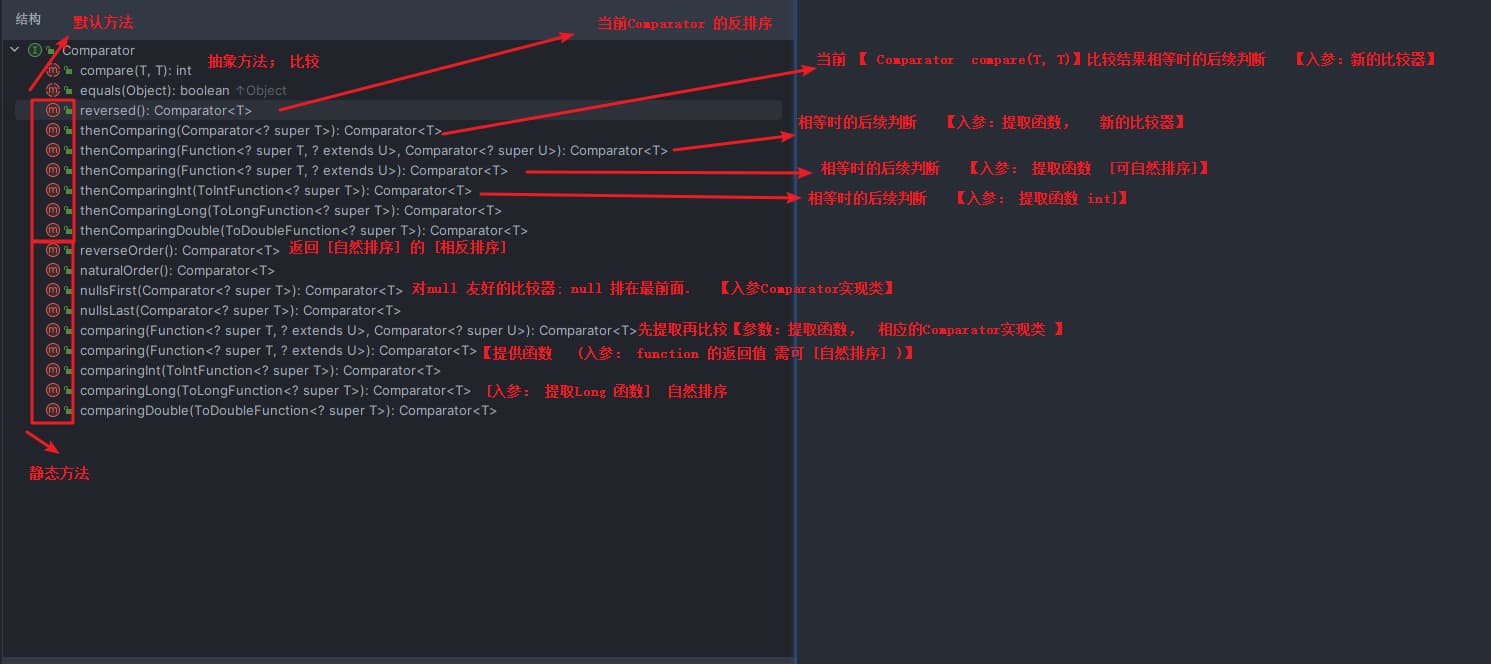 结构
默认方法
当前Comparator 的反排序
Comparator
compare(T, T): int
抽象方法; 比较
当前 【 Comparator compare(T, T)】比较结果相等时的后续判断 【入参:新的比较器】
equals(Object): boolean ↑Object
reversed(): Comparator<T>
thenComparing(Comparator<? super T>): Comparator<T>
相等时的后续判断 【入参:提取函数, 新的比较器】
thenComparing(Function<? super T, ? extends U>, Comparator<? super U>): Comparator<T>
thenComparing(Function<? super T, ? extends U>): Comparator<T>
相等时的后续判断 【入参: 提取函数 [可自然排序]】
thenComparingInt(ToIntFunction<? super T>): Comparator<T>
相等时的后续判断 【入参: 提取函数 int]】
thenComparingLong(ToLongFunction<? super T>): Comparator<T>
thenComparingDouble(ToDoubleFunction<? super T>): Comparator<T>
reverseOrder(): Comparator<T> 返回 [自然排序] 的 [相反排序]
naturalOrder(): Comparator<T>
nullsFirst(Comparator<? super T>): Comparator<T> 对null 友好的比较器; null 排在最前面. 【入参Comparator实现类】
nullsLast(Comparator<? super T>): Comparator<T>
comparing(Function<? super T, ? extends U>, Comparator<? super U>): Comparator<T>先提取再比较【参数:提取函数, 相应的Comparator实现类 】
comparing(Function<? super T, ? extends U>): Comparator<T>【提供函数 (入参: function 的返回值 需可 [自然排序] )】
comparingInt(ToIntFunction<? super T>): Comparator<T>
comparingLong(ToLongFunction<? super T>): Comparator<T> [入参: 提取Long 函数] 自然排序
comparingDouble(ToDoubleFunction<? super T>): Comparator<T>
静态方法